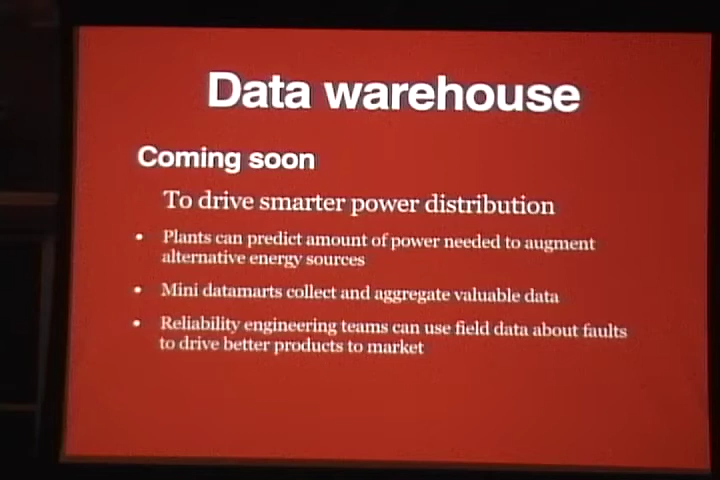 Data warehouse
Coming soon
To drive smarter power distribution
• Plants can predict amount of power needed to augment
alternative energy sources
• Mini datamarts collect and aggregate valuable data
• Reliability engineering teams can use field data about faults
to drive better products to market